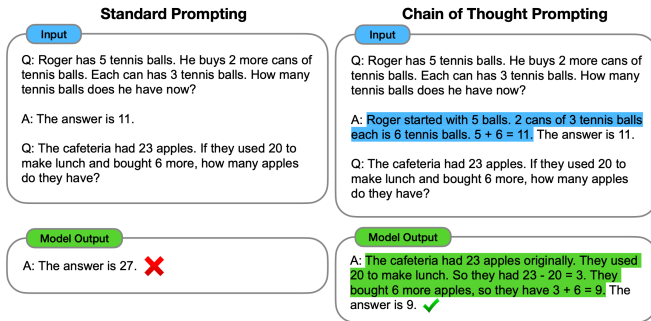 Standard Prompting
Input
Q: Roger has 5 tennis balls. He buys 2 more cans of
tennis balls. Each can has 3 tennis balls. How many
tennis balls does he have now?
A: The answer is 11.
Q: The cafeteria had 23 apples. If they used 20 to
make lunch and bought 6 more, how many apples
do they have?
Model Output
A: The answer is 27.
Chain of Thought Prompting
Input
Q: Roger has 5 tennis balls. He buys 2 more cans of
tennis balls. Each can has 3 tennis balls. How many
tennis balls does he have now?
A: Roger started with 5 balls. 2 cans of 3 tennis balls
each is 6 tennis balls. 5 + 6 = 11. The answer is 11.
Q: The cafeteria had 23 apples. If they used 20 to
make lunch and bought 6 more, how many apples
do they have?
Model Output
A: The cafeteria had 23 apples originally. They used
20 to make lunch. So they had 23 - 20 = 3. They
bought 6 more apples, so they have 3 + 6 = 9. The
answer is 9.